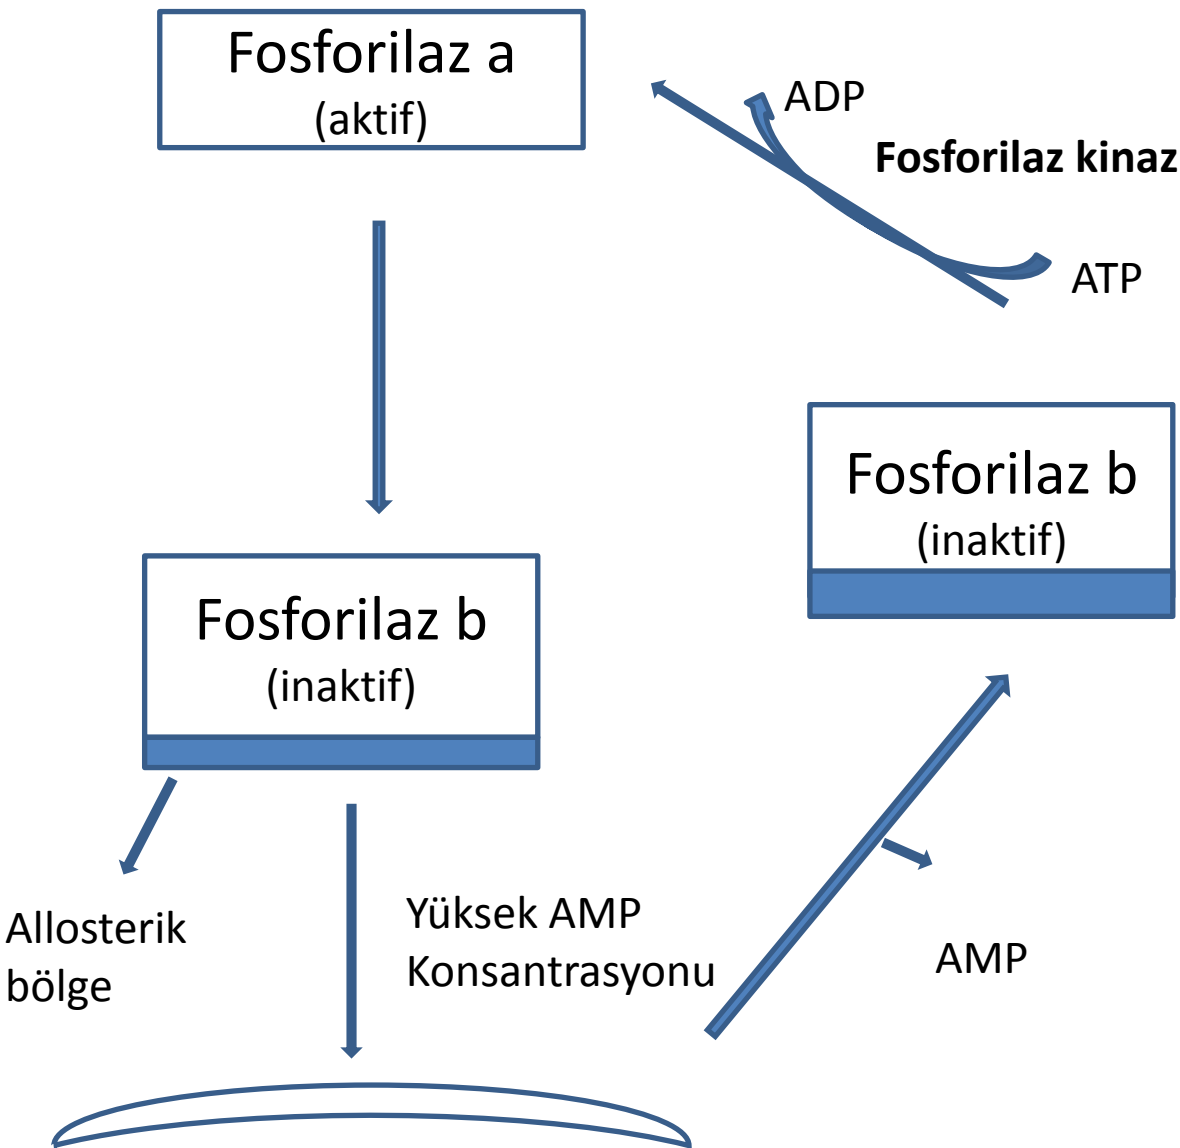 Fosforilaz a
(aktif)
ADP
Fosforilaz kinaz
ATP
Fosforilaz b
(inaktif)
Fosforilaz b
(inaktif)
Allosterik
bölge
Yüksek AMP
Konsantrasyonu
AMP